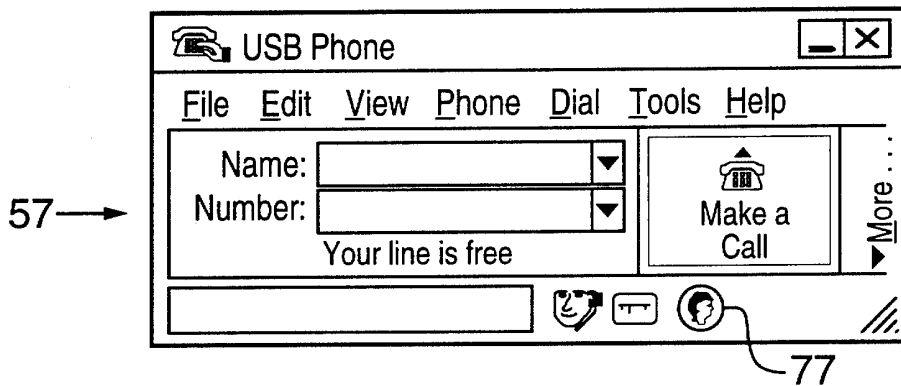 USB Phone
File Edit View Phone Dial Tools Help
Name:
Number:
Your line is free
Make a
Call
More . . .
57
77